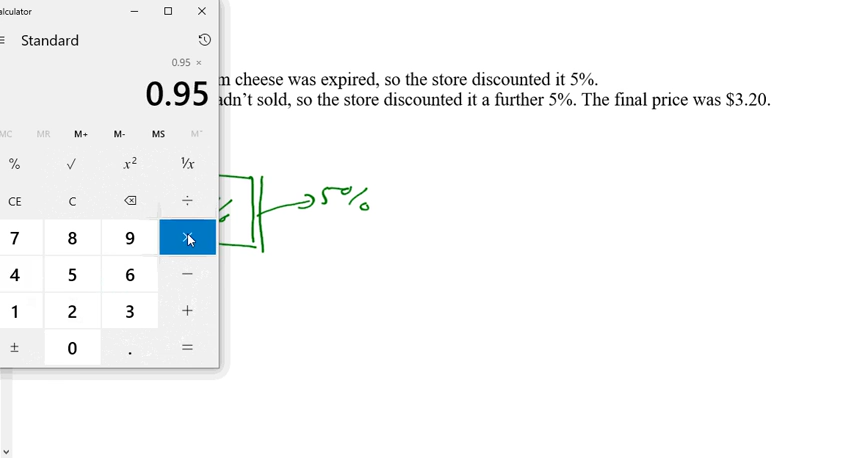 Standard
0.95 ×
0.95
m cheese was expired, so the store discounted it 5%.
adn't sold, so the store discounted it a further 5%. The final price was $3.20.
MC MR M+ M- MS
% √ x² ¹/x
CE C ⌫ ÷
7 8 9 ×
4 5 6 −
1 2 3 +
± 0 . =
5%